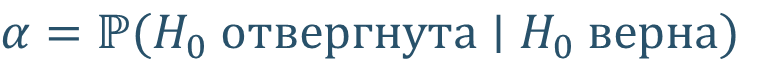 α = ℙ(H₀ отвергнута | H₀ верна)